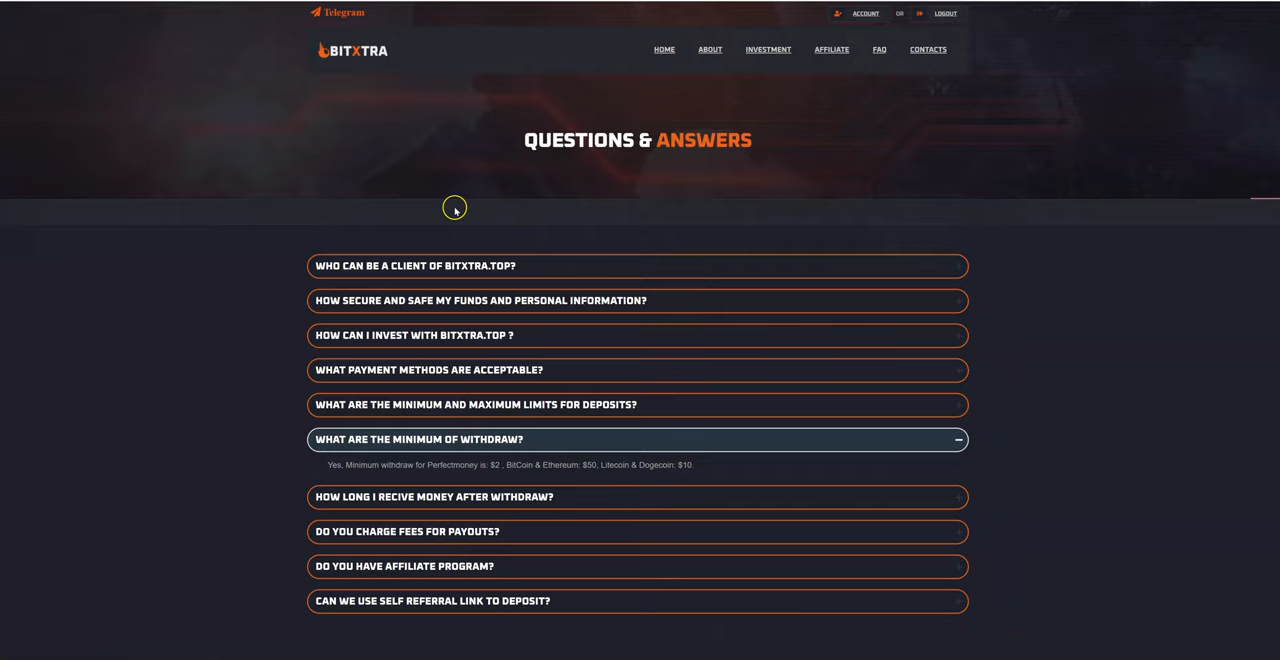 Telegram
ACCOUNT OR LOGOUT
BITXTRA
HOME ABOUT INVESTMENT AFFILIATE FAQ CONTACTS
QUESTIONS & ANSWERS
WHO CAN BE A CLIENT OF BITXTRA.TOP?
HOW SECURE AND SAFE MY FUNDS AND PERSONAL INFORMATION?
HOW CAN I INVEST WITH BITXTRA.TOP ?
WHAT PAYMENT METHODS ARE ACCEPTABLE?
WHAT ARE THE MINIMUM AND MAXIMUM LIMITS FOR DEPOSITS?
WHAT ARE THE MINIMUM OF WITHDRAW?
Yes, Minimum withdraw for Perfectmoney is: $2 , BitCoin & Ethereum: $50, Litecoin & Dogecoin: $10.
HOW LONG I RECIVE MONEY AFTER WITHDRAW?
DO YOU CHARGE FEES FOR PAYOUTS?
DO YOU HAVE AFFILIATE PROGRAM?
CAN WE USE SELF REFERRAL LINK TO DEPOSIT?